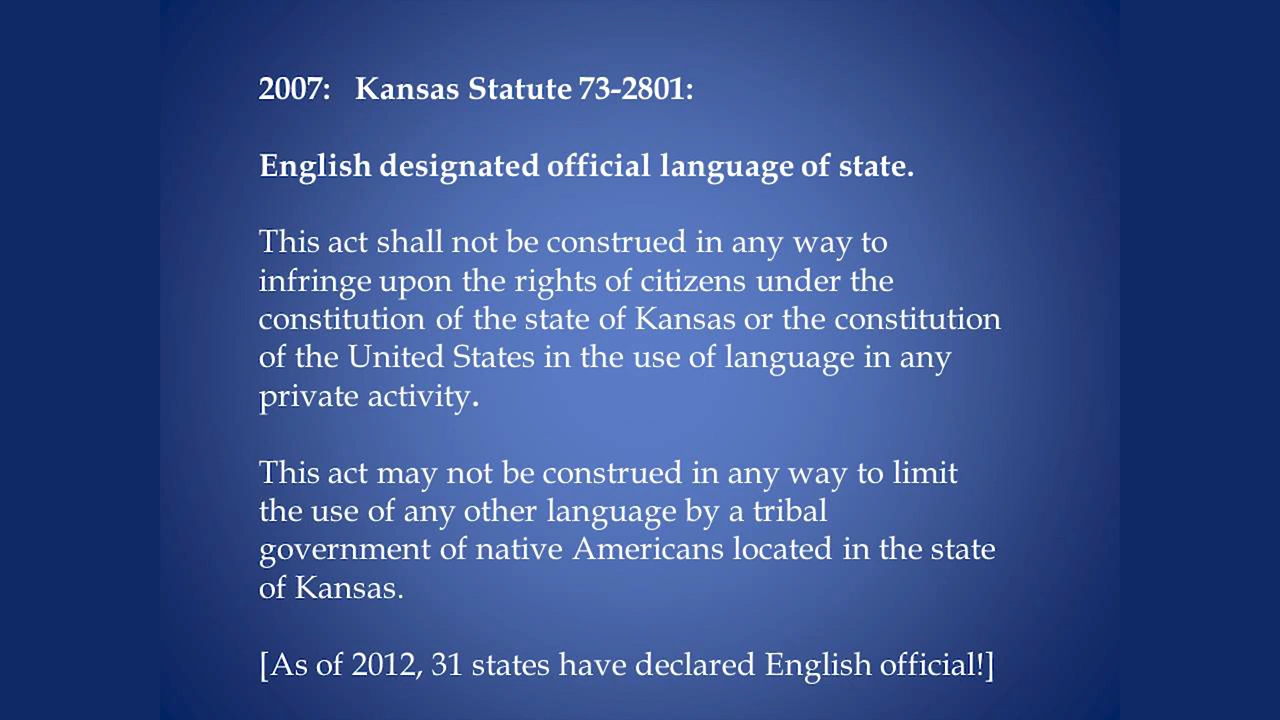 2007: Kansas Statute 73-2801:
English designated official language of state.
This act shall not be construed in any way to
infringe upon the rights of citizens under the
constitution of the state of Kansas or the constitution
of the United States in the use of language in any
private activity.
This act may not be construed in any way to limit
the use of any other language by a tribal
government of native Americans located in the state
of Kansas.
[As of 2012, 31 states have declared English official!]